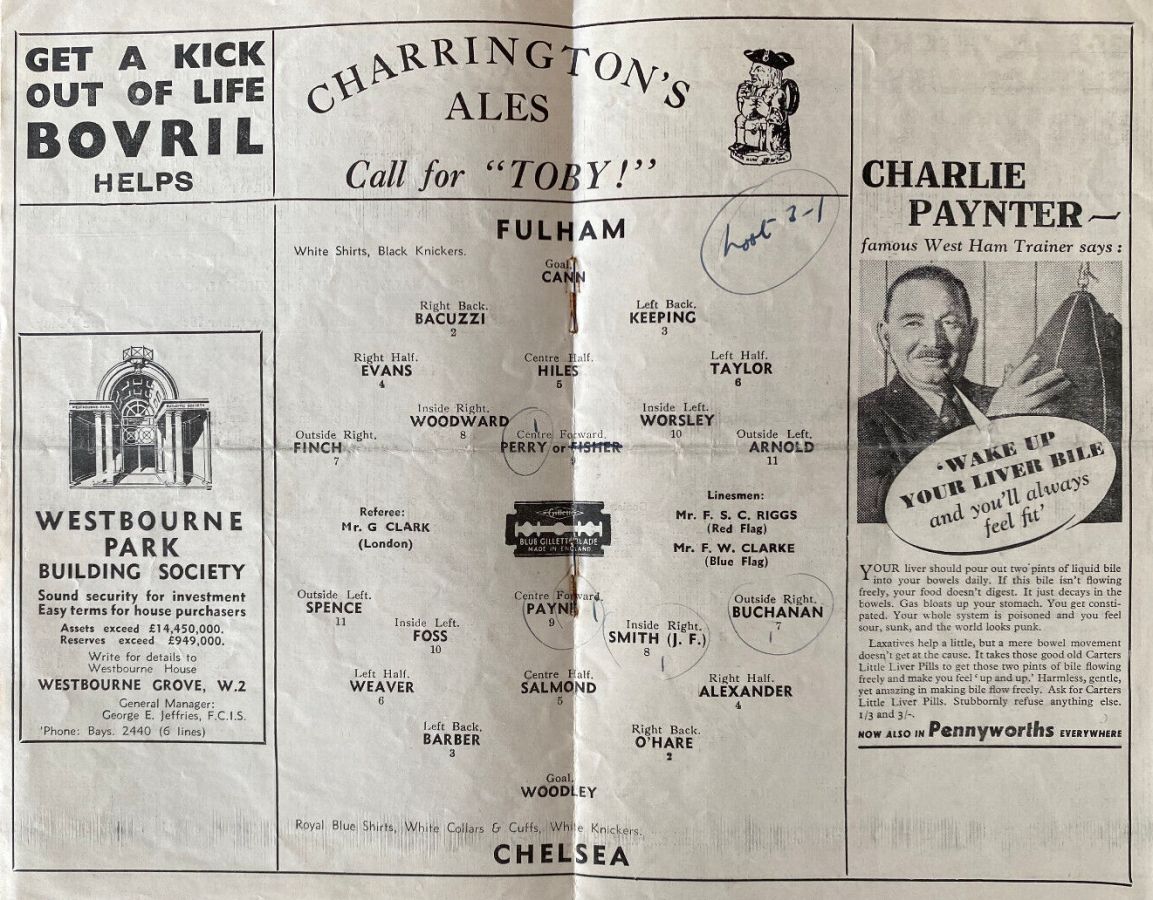 GET A KICK
OUT OF LIFE
BOVRIL
HELPS
CHARRINGTON'S
ALES
Call for "TOBY!"
WESTBOURNE PARK
WESTBOURNE
PARK
BUILDING SOCIETY
Sound security for investment
Easy terms for house purchasers
Assets exceed £14,450,000.
Reserves exceed £949,000.
Write for details to
Westbourne House
WESTBOURNE GROVE, W.2
General Manager:
George E. Jeffries, F.C.I.S.
'Phone: Bays. 2440 (6 lines)
FULHAM
lost 3-1
White Shirts, Black Knickers.
Goal.
CANN
Right Back. Left Back.
BACUZZI KEEPING
2 3
Right Half. Centre Half. Left Half.
EVANS HILES TAYLOR
4 5 6
Inside Right. Inside Left.
WOODWARD WORSLEY
8 10
Outside Right. Centre Forward. Outside Left.
FINCH PERRY or FISHER ARNOLD
7 9 11
1
Referee:
Mr. G CLARK
(London)
Gillette
BLUE GILLETTE BLADE
MADE IN ENGLAND
Linesmen:
Mr. F. S. C. RIGGS
(Red Flag)
Mr. F. W. CLARKE
(Blue Flag)
Outside Left. Centre Forward. Outside Right.
SPENCE PAYNE 1 BUCHANAN
11 9 7
1
Inside Left. Inside Right.
FOSS SMITH (J. F.)
10 8
1
Left Half. Centre Half. Right Half.
WEAVER SALMOND ALEXANDER
6 5 4
Left Back. Right Back.
BARBER O'HARE
3 2
Goal.
WOODLEY
Royal Blue Shirts, White Collars & Cuffs, White Knickers.
CHELSEA
CHARLIE
PAYNTER
famous West Ham Trainer says:
'WAKE UP
YOUR LIVER BILE
and you'll always
feel fit'
YOUR liver should pour out two pints of liquid bile
into your bowels daily. If this bile isn't flowing
freely, your food doesn't digest. It just decays in the
bowels. Gas bloats up your stomach. You get consti-
pated. Your whole system is poisoned and you feel
sour, sunk, and the world looks punk.
Laxatives help a little, but a mere bowel movement
doesn't get at the cause. It takes those good old Carters
Little Liver Pills to get those two pints of bile flowing
freely and make you feel 'up and up.' Harmless, gentle,
yet amazing in making bile flow freely. Ask for Carters
Little Liver Pills. Stubbornly refuse anything else.
1/3 and 3/-.
NOW ALSO IN Pennyworths EVERYWHERE